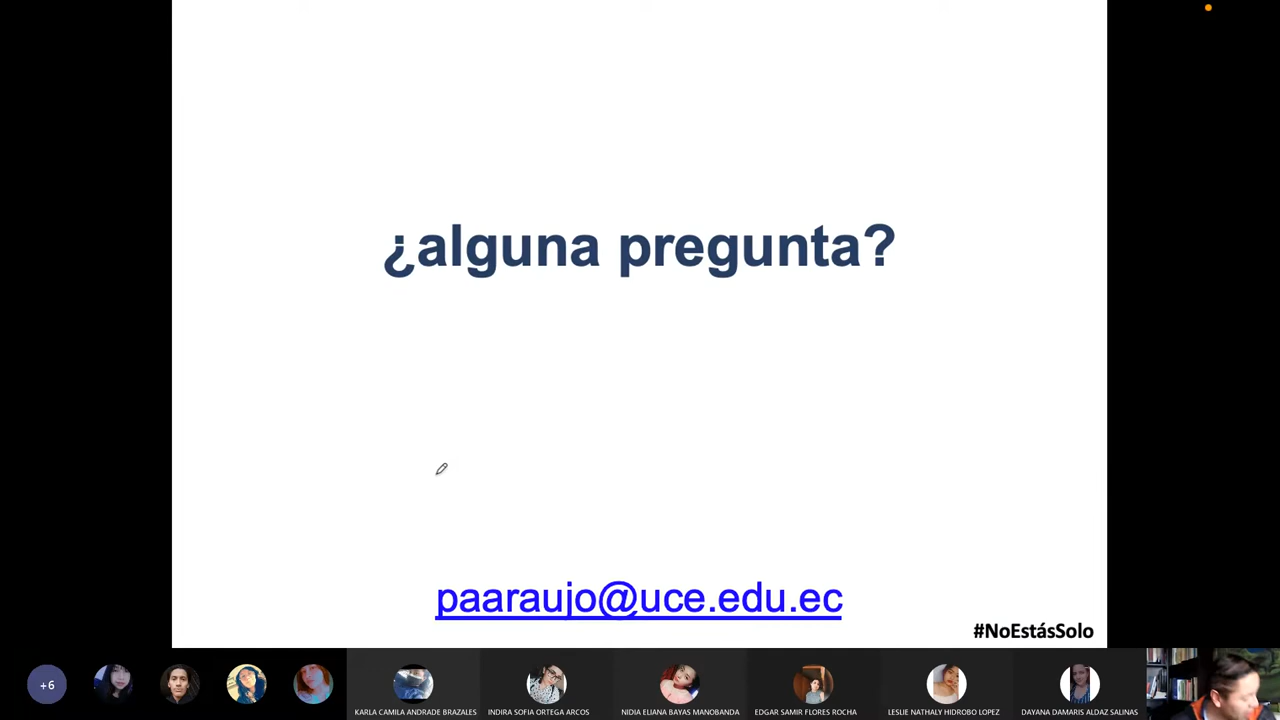 ¿alguna pregunta?
paaraujo@uce.edu.ec
#NoEstásSolo
+6
KARLA CAMILA ANDRADE BRAZALES
INDIRA SOFIA ORTEGA ARCOS
NIDIA ELIANA BAYAS MANOBANDA
EDGAR SAMIR FLORES ROCHA
LESLIE NATHALY HIDROBO LOPEZ
DAYANA DAMARIS ALDAZ SALINAS